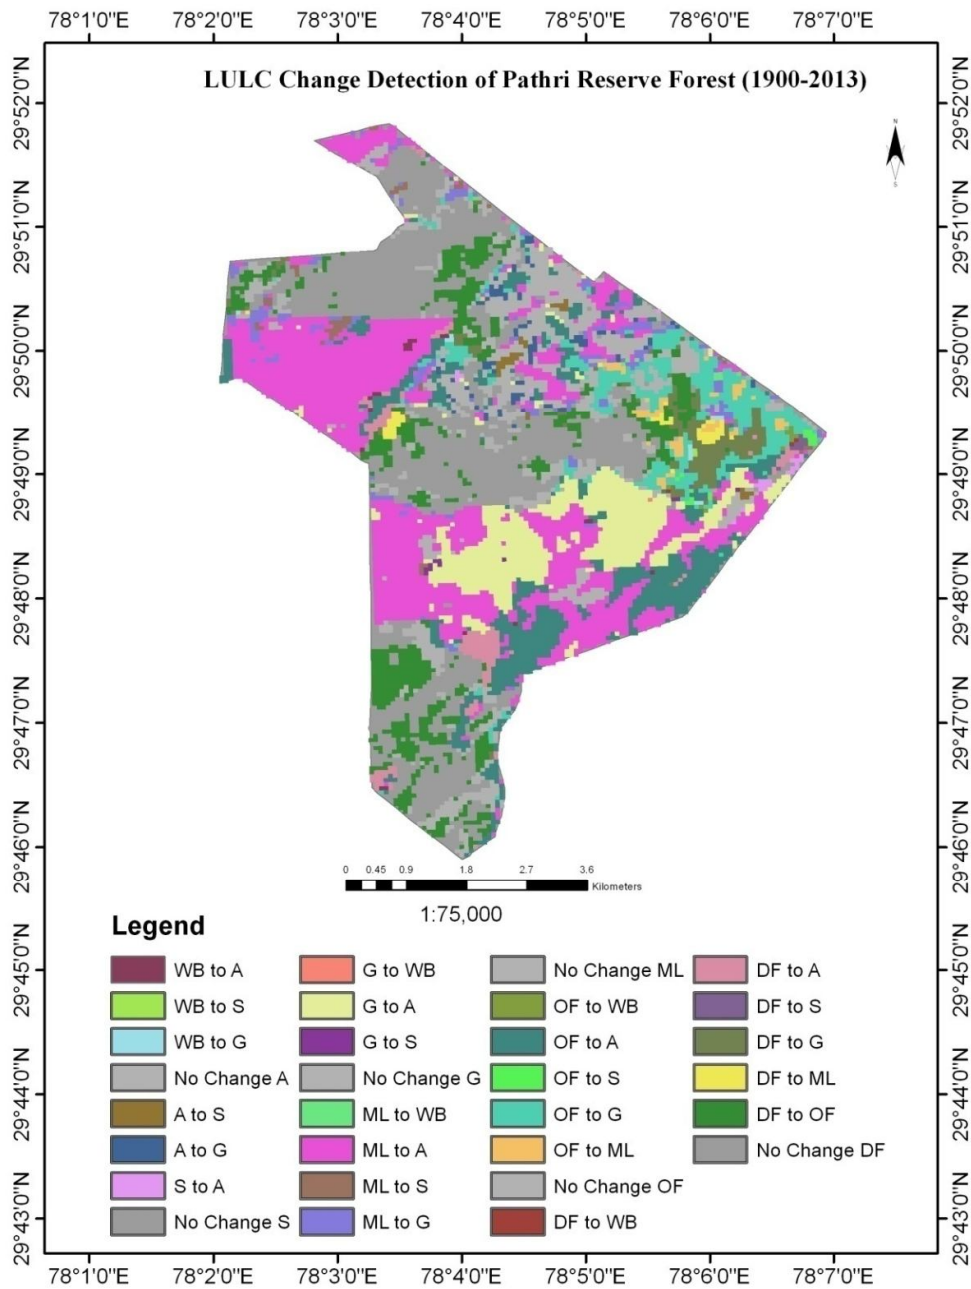 78°1'0"E 78°2'0"E 78°3'0"E 78°4'0"E 78°5'0"E 78°6'0"E 78°7'0"E
LULC Change Detection of Pathri Reserve Forest (1900-2013)
N
S
29°52'0"N 29°52'0"N
29°51'0"N 29°51'0"N
29°50'0"N 29°50'0"N
29°49'0"N 29°49'0"N
29°48'0"N 29°48'0"N
29°47'0"N 29°47'0"N
29°46'0"N 29°46'0"N
29°45'0"N 29°45'0"N
29°44'0"N 29°44'0"N
29°43'0"N 29°43'0"N
0 0.45 0.9 1.8 2.7 3.6
Kilometers
1:75,000
Legend
WB to A G to WB No Change ML DF to A
WB to S G to A OF to WB DF to S
WB to G G to S OF to A DF to G
No Change A No Change G OF to S DF to ML
A to S ML to WB OF to G DF to OF
A to G ML to A OF to ML No Change DF
S to A ML to S No Change OF
No Change S ML to G DF to WB
78°1'0"E 78°2'0"E 78°3'0"E 78°4'0"E 78°5'0"E 78°6'0"E 78°7'0"E